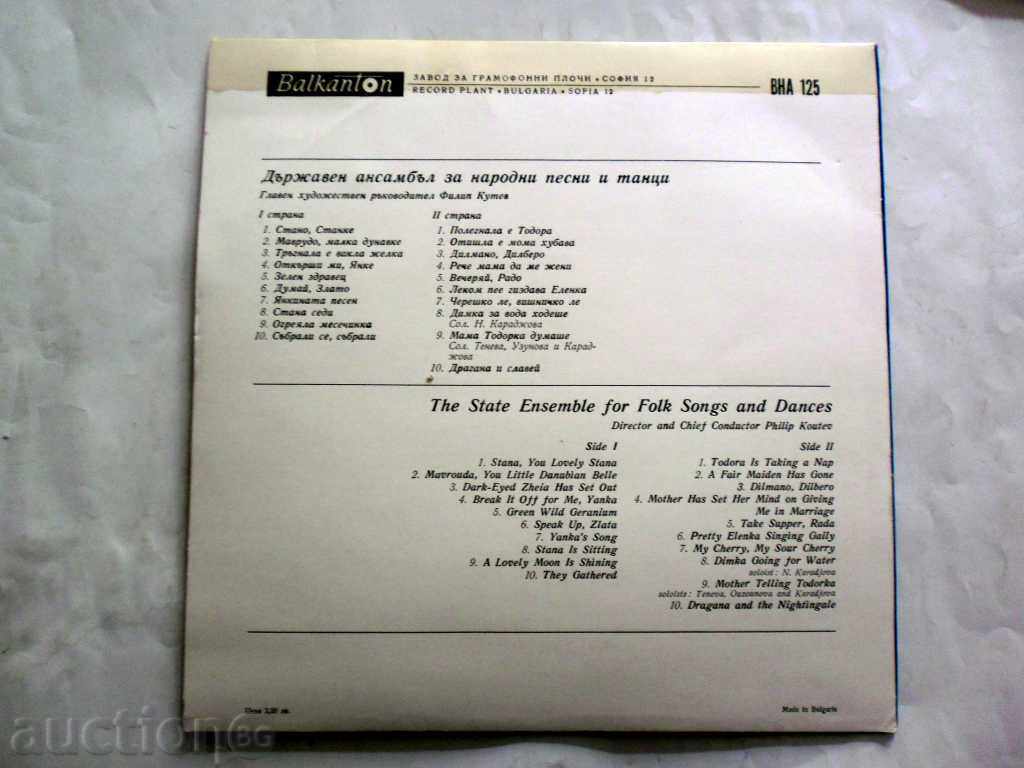 Balkanton
ЗАВОД ЗА ГРАМОФОННИ ПЛОЧИ • СОФИЯ 12
RECORD PLANT • BULGARIA • SOFIA 12
ВНА 125
Държавен ансамбъл за народни песни и танци
Главен художествен ръководител Филип Кутев
I страна
1. Стано, Станке
2. Маврудо, малка дунавке
3. Тръгнала е вакла желка
4. Откърши ми, Янке
5. Зелен здравец
6. Думай, Злато
7. Янкината песен
8. Стана седи
9. Огреяла месечинка
10. Събрали се, събрали
II страна
1. Полегнала е Тодора
2. Отишла е мома хубава
3. Дилмано, Дилберо
4. Рече мама да ме жени
5. Вечеряй, Радо
6. Леком пее гиздава Еленка
7. Черешко ле, вишничко ле
8. Димка за вода ходеше
Сол. Н. Караджова
9. Мама Тодорка думаше
Сол. Тенева, Узунова и Карад-
жова
10. Драгана и славей
The State Ensemble for Folk Songs and Dances
Director and Chief Conductor Philip Koutev
Side I
1. Stana, You Lovely Stana
2. Mavrouda, You Little Danubian Belle
3. Dark-Eyed Zheia Has Set Out
4. Break It Off for Me, Yanka
5. Green Wild Geranium
6. Speak Up, Zlata
7. Yanka's Song
8. Stana Is Sitting
9. A Lovely Moon Is Shining
10. They Gathered
Side II
1. Todora Is Taking a Nap
2. A Fair Maiden Has Gone
3. Dilmano, Dilbero
4. Mother Has Set Her Mind on Giving
Me in Marriage
5. Take Supper, Rada
6. Pretty Elenka Singing Gaily
7. My Cherry, My Sour Cherry
8. Dimka Going for Water
soloist: N. Karadjova
9. Mother Telling Todorka
soloists: Teneva, Ouzounova and Karadjova
10. Dragana and the Nightingale
Цена лв.
Made in Bulgaria
auctionBG